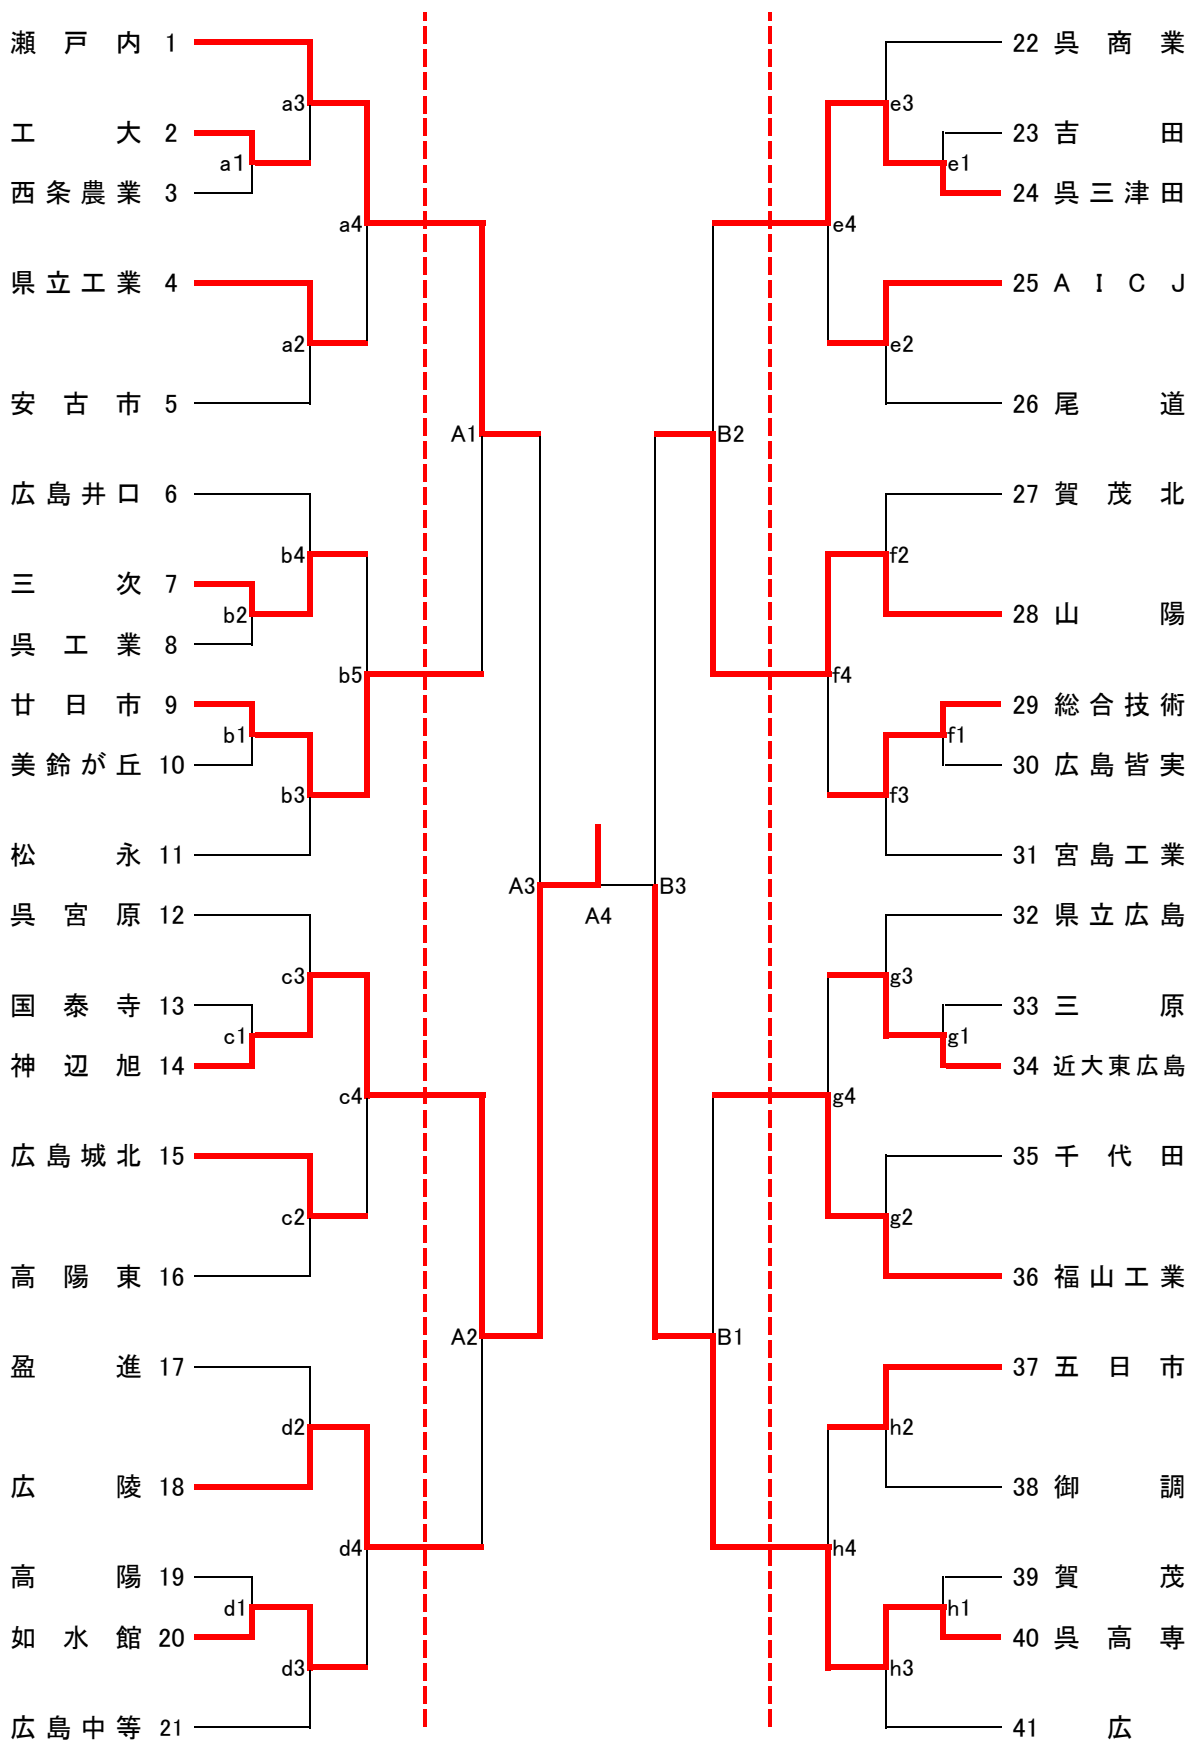 瀬戸内 1
a3
工大 2
a1
西条農業 3
a4
県立工業 4
a2
安古市 5
A1
広島井口 6
b4
三次 7
b2
呉工業 8
b5
廿日市 9
b1
美鈴が丘 10
b3
松永 11
A3
A4
呉宮原 12
c3
国泰寺 13
c1
神辺旭 14
c4
広島城北 15
c2
高陽東 16
A2
盈進 17
d2
広陵 18
d4
高陽 19
d1
如水館 20
d3
広島中等 21
22 呉商業
e3
23 吉田
e1
24 呉三津田
e4
25 AICJ
e2
26 尾道
B2
27 賀茂北
f2
28 山陽
f4
29 総合技術
f1
30 広島皆実
f3
31 宮島工業
B3
32 県立広島
g3
33 三原
g1
34 近大東広島
g4
35 千代田
g2
36 福山工業
B1
37 五日市
h2
38 御調
h4
39 賀茂
h1
40 呉高専
h3
41 広